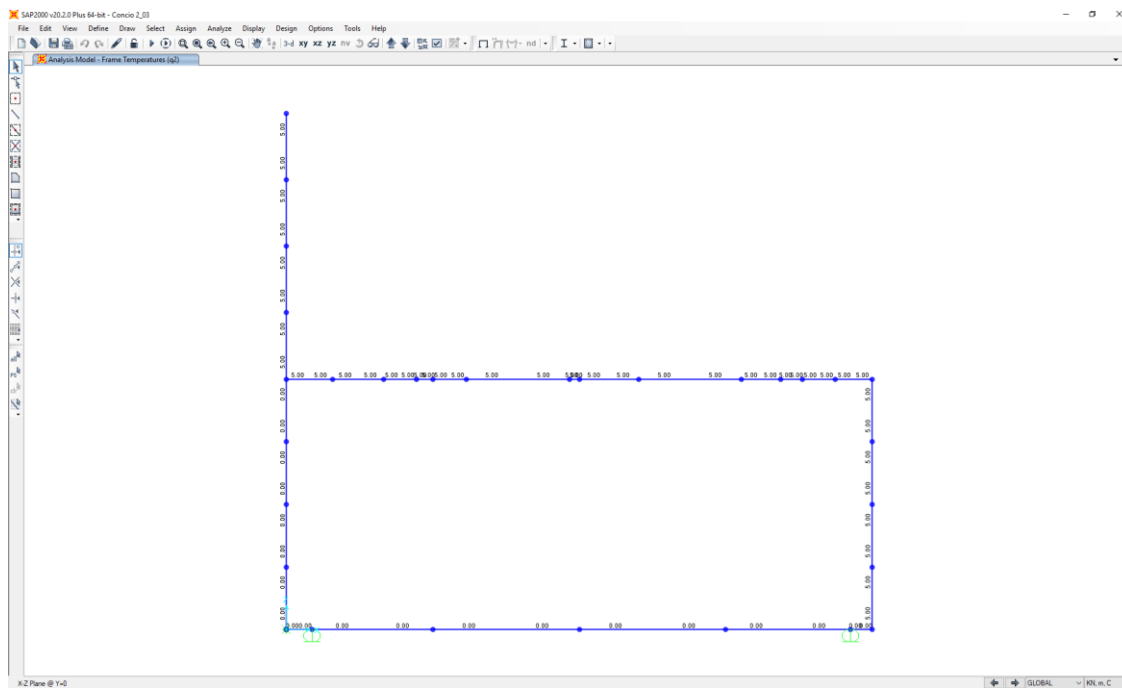 SAP2000 v20.2.0 Plus 64-bit - Concio 2_03
File Edit View Define Draw Select Assign Analyze Display Design Options Tools Help
3-d xy xz yz nv nd
Analysis Model - Frame Temperatures (q2)
5.00
5.00
5.00
5.00
5.00
5.00
5.00
5.00
5.00 5.00 5.00 5.00 5.00 5.00 5.00 5.00 5.00 5.00 5.00 5.00 5.00 5.00 5.00 5.00 5.00 5.00
0.00 5.00
0.00 5.00
0.00 5.00
0.00 5.00
0.00 5.00
0.00 5.00
0.00 5.00
0.00 5.00
0.00 0.00 0.00 0.00 0.00 0.00 0.00 0.00 0.00
X-Z Plane @ Y=0
GLOBAL
KN, m, C